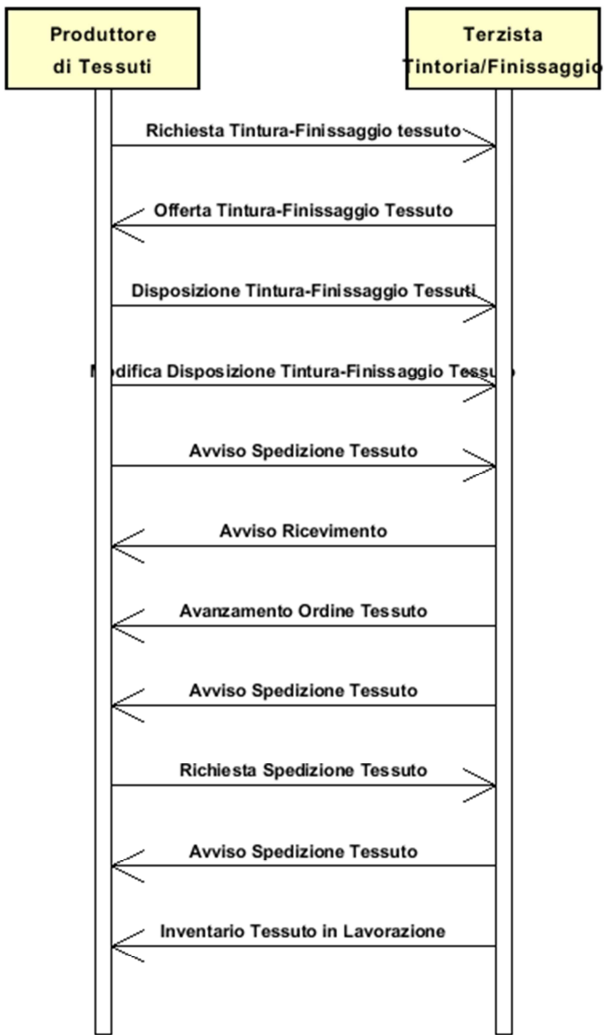 Produttore
di Tessuti
Terzista
Tintoria/Finissaggio
Richiesta Tintura-Finissaggio tessuto
Offerta Tintura-Finissaggio Tessuto
Disposizione Tintura-Finissaggio Tessuti
Modifica Disposizione Tintura-Finissaggio Tessuto
Avviso Spedizione Tessuto
Avviso Ricevimento
Avanzamento Ordine Tessuto
Avviso Spedizione Tessuto
Richiesta Spedizione Tessuto
Avviso Spedizione Tessuto
Inventario Tessuto in Lavorazione